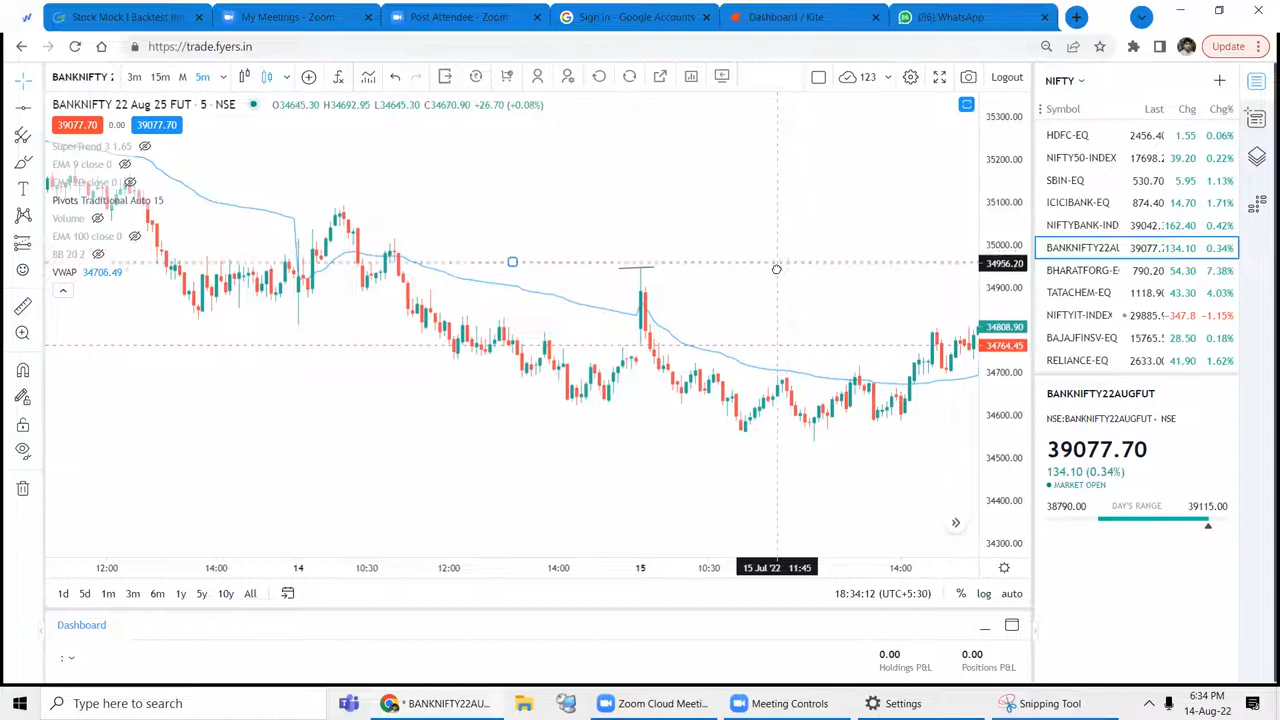 Stock Mock | Backtest Int
My Meetings - Zoom
Post Attendee - Zoom
Sign in - Google Accounts
Dashboard / Kite
(86) WhatsApp
https://trade.fyers.in
Update
BANKNIFTY 2
3m 15m M 5m
123
Logout
BANKNIFTY 22 Aug 25 FUT · 5 · NSE
O34645.30 H34692.95 L34645.30 C34670.90 +26.70 (+0.08%)
39077.70 0.00 39077.70
SuperTrend 3 1.65
EMA 9 close 0
close 0
Pivots Traditional Auto 15
Volume
EMA 100 close 0
BB 20 2
VWAP 34706.49
35300.00
35200.00
35100.00
35000.00
34956.20
34900.00
34808.90
34764.45
34700.00
34600.00
34500.00
34400.00
34300.00
12:00 14:00 14 10:30 12:00 14:00 15 10:30 15 Jul '22 11:45 14:00
1d 5d 1m 3m 6m 1y 5y 10y All
18:34:12 (UTC+5:30) % log auto
Dashboard
:
0.00 0.00
Holdings P&L Positions P&L
NIFTY
Symbol Last Chg Chg%
HDFC-EQ 2456.40 1.55 0.06%
NIFTY50-INDEX 17698. 39.20 0.22%
SBIN-EQ 530.70 5.95 1.13%
ICICIBANK-EQ 874.40 14.70 1.71%
NIFTYBANK-IND 39042. 162.40 0.42%
BANKNIFTY22AU 39077. 134.10 0.34%
BHARATFORG-E 790.20 54.30 7.38%
TATACHEM-EQ 1118.90 43.30 4.03%
NIFTYIT-INDEX 29885. -347.8 -1.15%
BAJAJFINSV-EQ 15765. 28.50 0.18%
RELIANCE-EQ 2633.00 41.90 1.62%
BANKNIFTY22AUGFUT
NSE:BANKNIFTY22AUGFUT • NSE
39077.70
134.10 (0.34%)
MARKET OPEN
38790.00 DAY'S RANGE 39115.00
Type here to search
* BANKNIFTY22AU...
Zoom Cloud Meeti...
Meeting Controls
Settings
Snipping Tool
6:34 PM
14-Aug-22